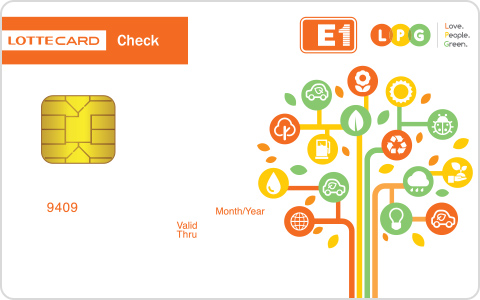 LOTTECARD Check
E1
LPG
Love.
People.
Green.
9409
Month/Year
Valid
Thru